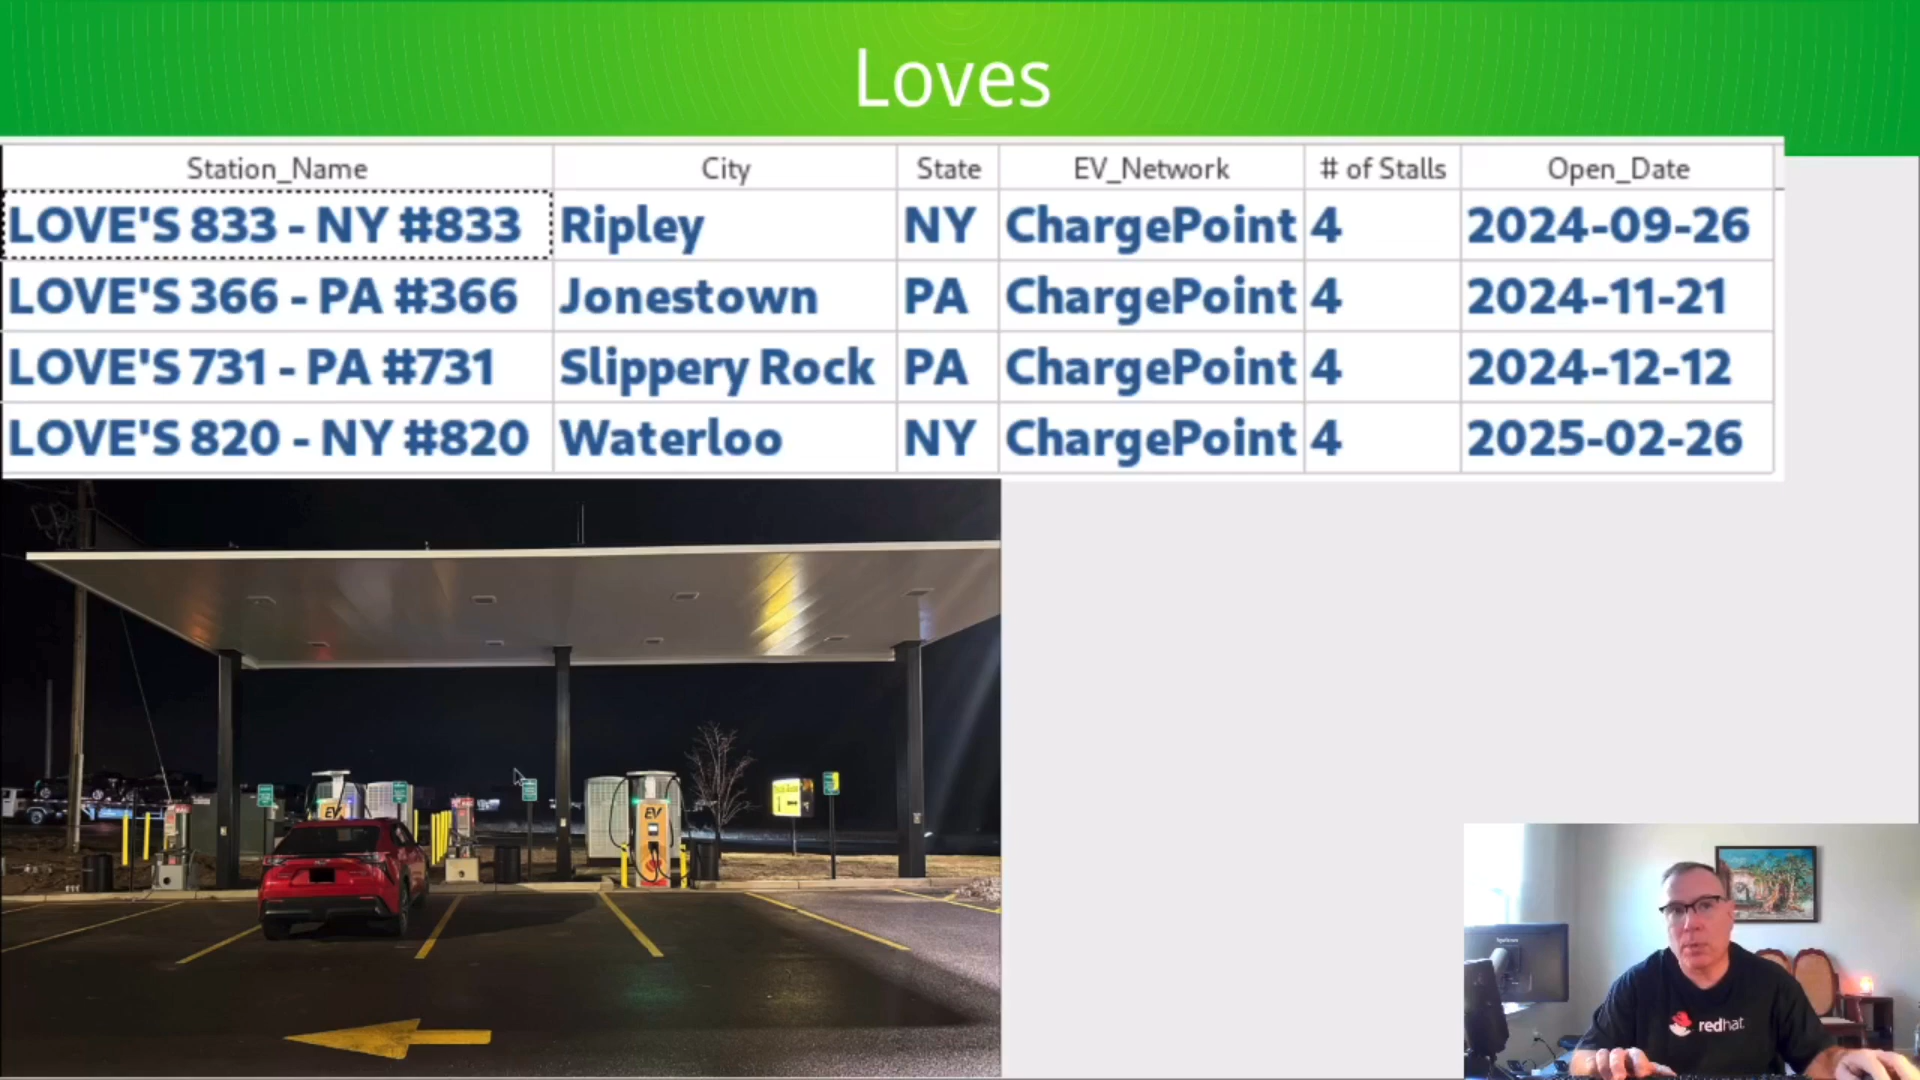 Loves
Station_Name City State EV_Network # of Stalls Open_Date
LOVE'S 833 - NY #833 Ripley NY ChargePoint 4 2024-09-26
LOVE'S 366 - PA #366 Jonestown PA ChargePoint 4 2024-11-21
LOVE'S 731 - PA #731 Slippery Rock PA ChargePoint 4 2024-12-12
LOVE'S 820 - NY #820 Waterloo NY ChargePoint 4 2025-02-26
EV
EV
redhat